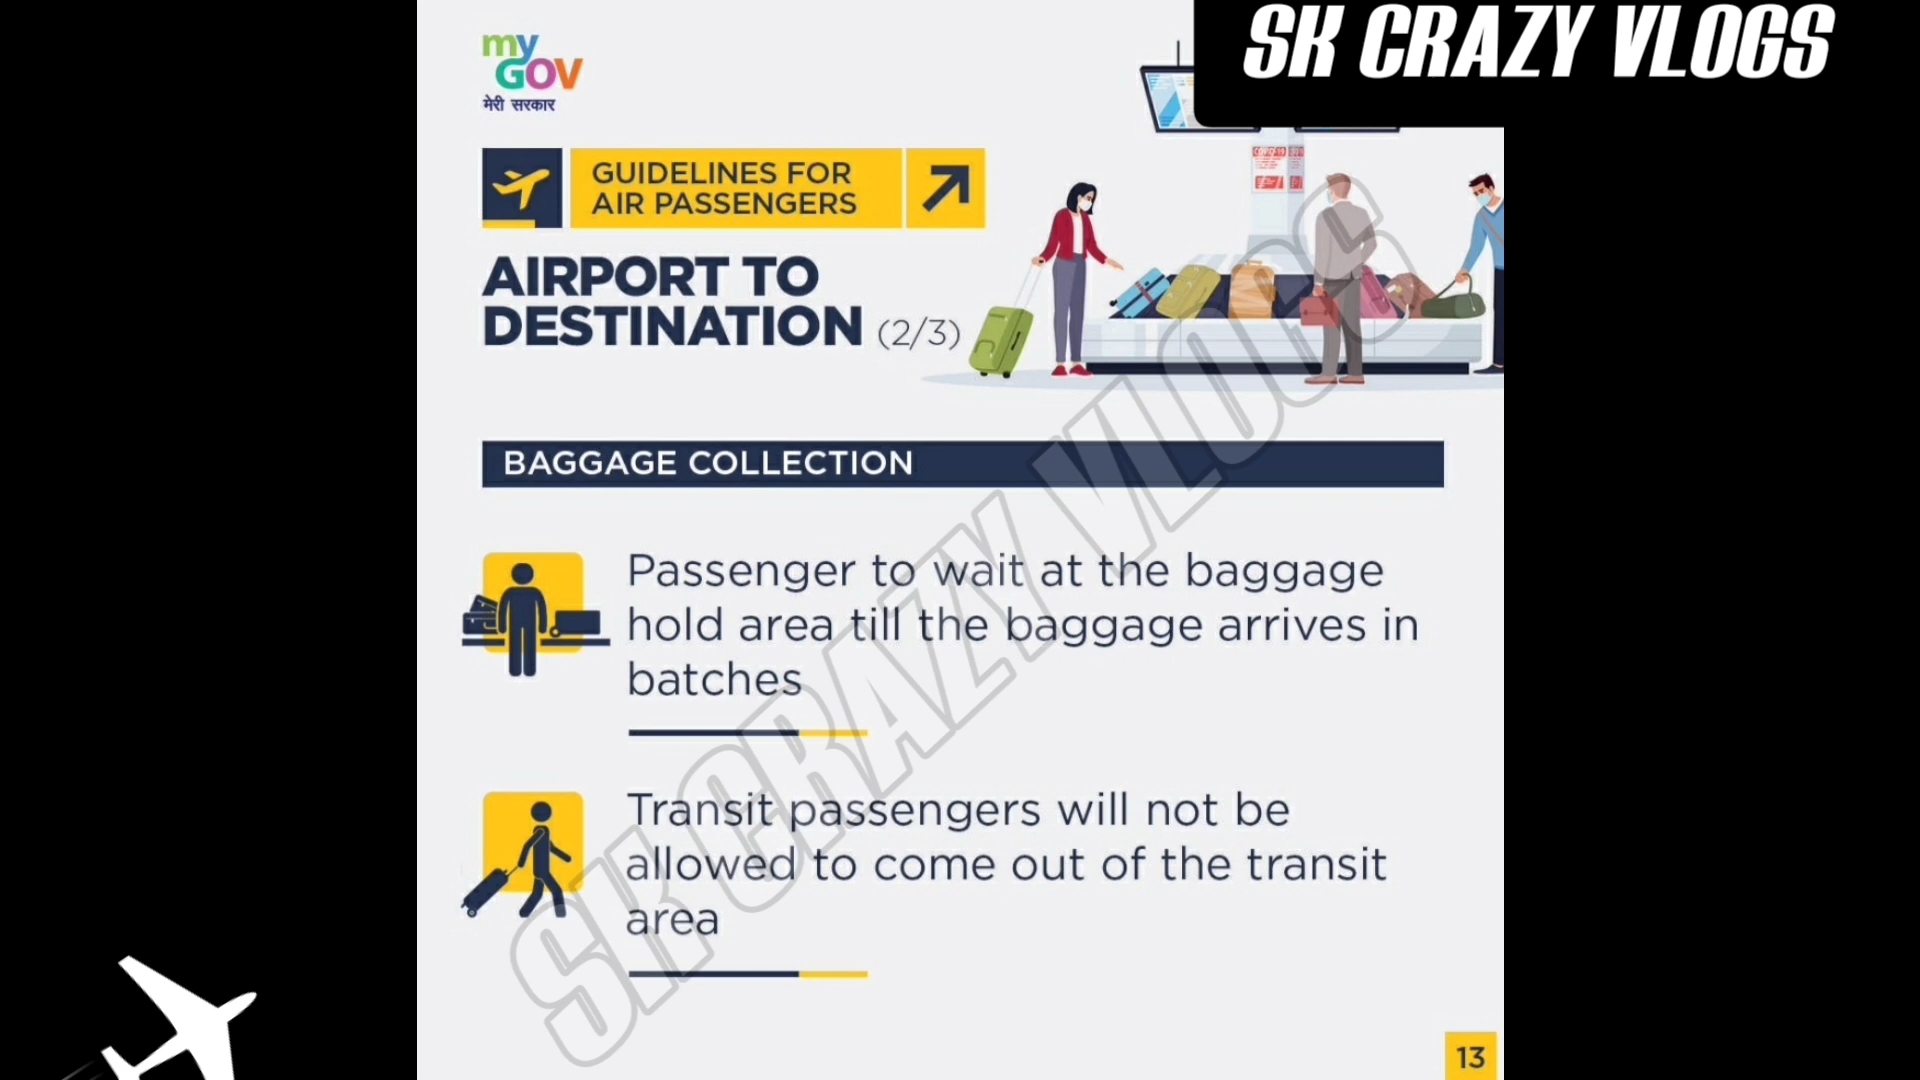 SK CRAZY VLOGS
my
GOV
मेरी सरकार
GUIDELINES FOR
AIR PASSENGERS
AIRPORT TO
DESTINATION (2/3)
COVID-19
BAGGAGE COLLECTION
Passenger to wait at the baggage
hold area till the baggage arrives in
batches
Transit passengers will not be
allowed to come out of the transit
area
SK CRAZY VLOGS
13